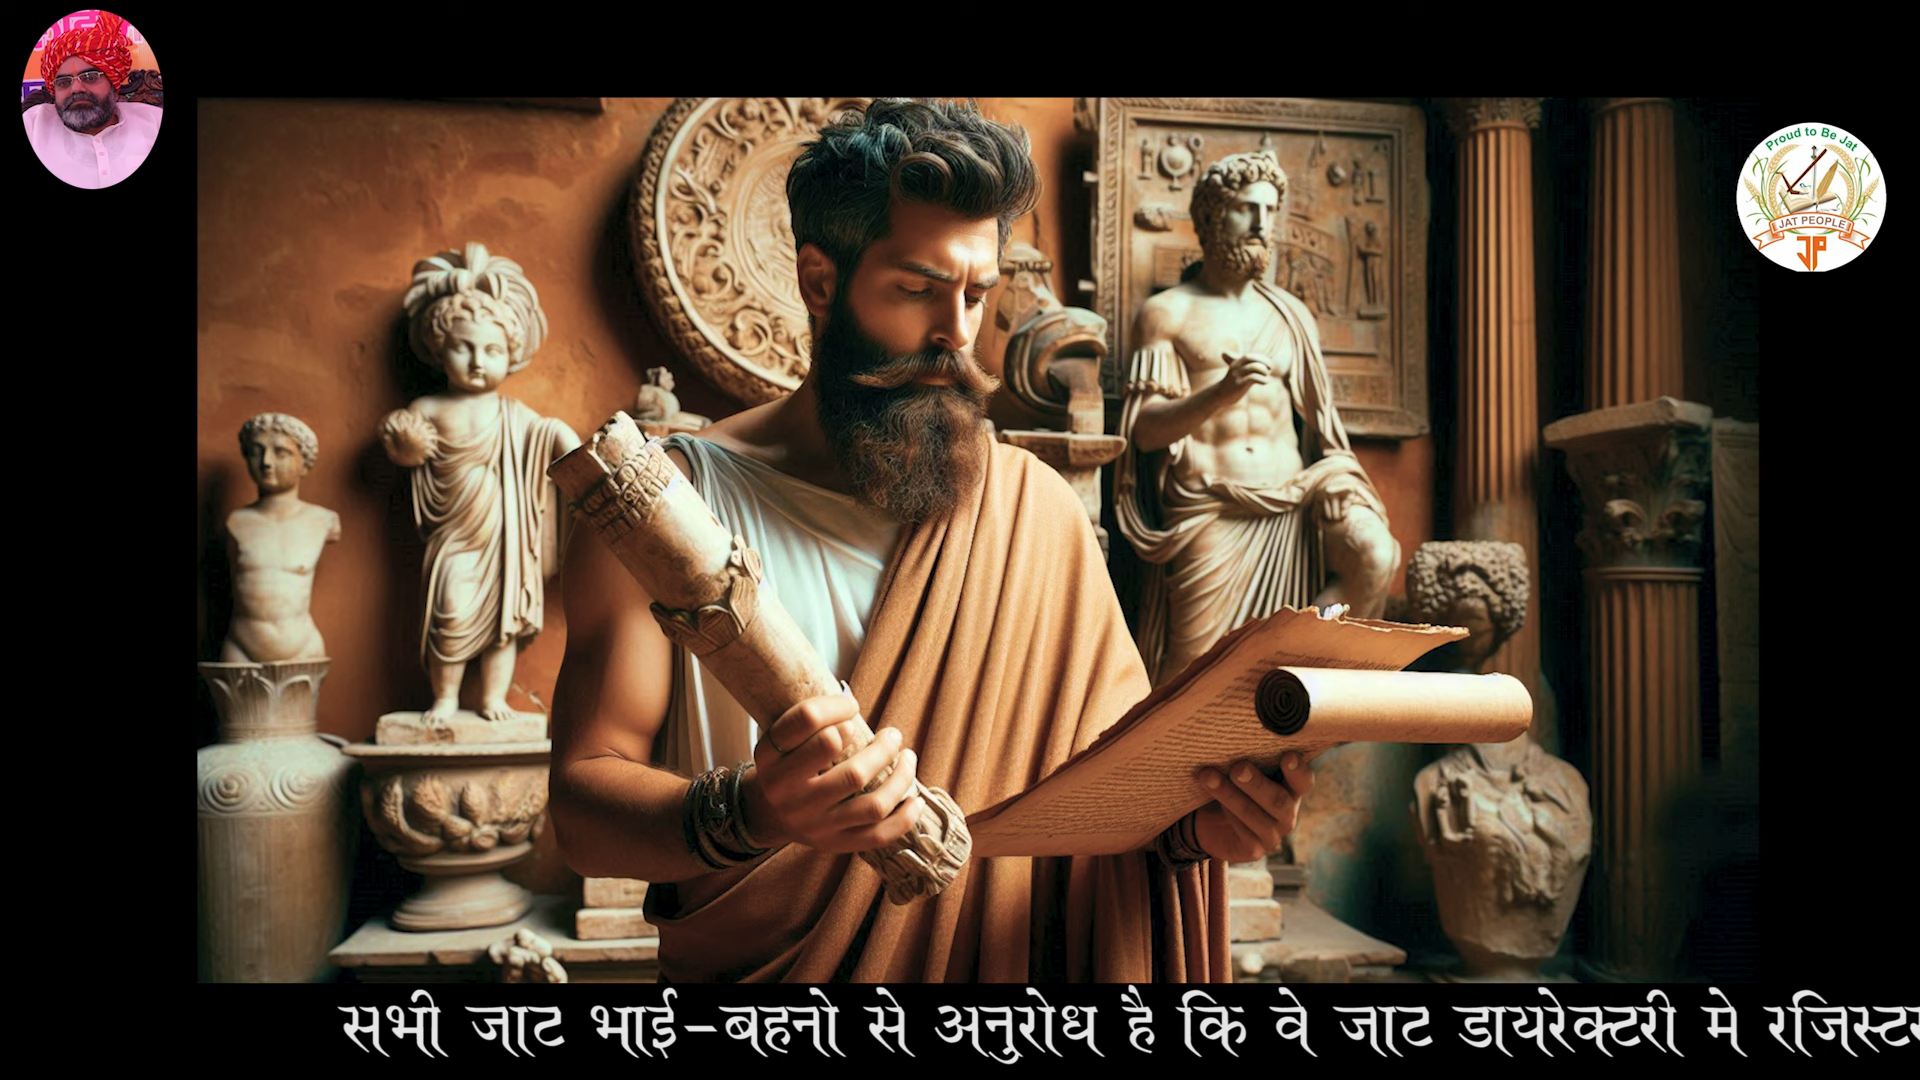 Proud to Be Jat
JAT PEOPLE
JP
सभी जाट भाई-बहनो से अनुरोध है कि वे जाट डायरेक्टरी मे